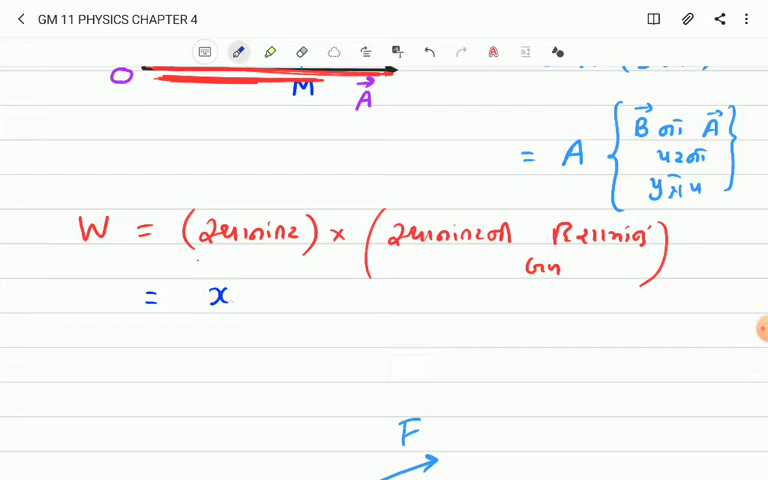 GM 11 PHYSICS CHAPTER 4
O
M
A
= A { B નો A
પરનો
પ્રક્ષેપ }
W = (સ્થાનાંતર) × (સ્થાનાંતરની દિશામાં
બળ)
= x
F